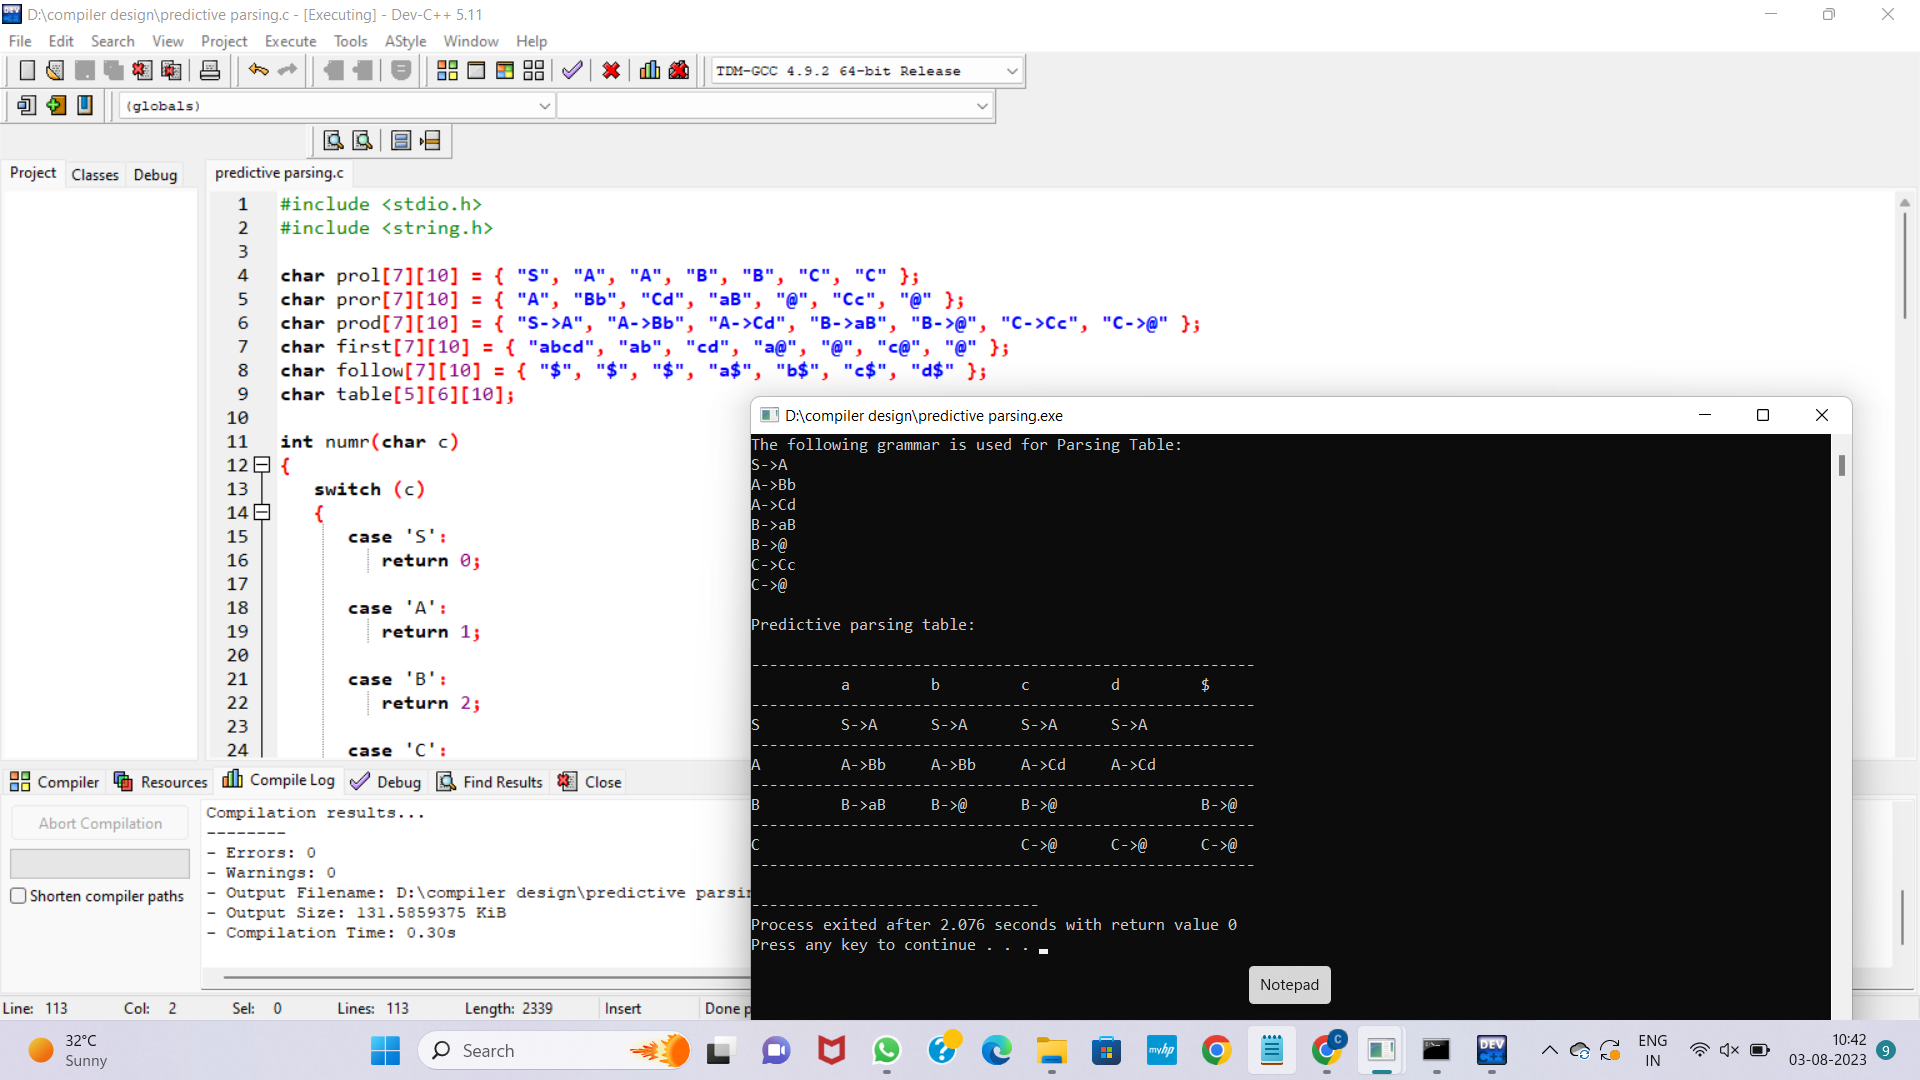 D:\compiler design\predictive parsing.c - [Executing] - Dev-C++ 5.11
File Edit Search View Project Execute Tools AStyle Window Help
TDM-GCC 4.9.2 64-bit Release
(globals)
Project Classes Debug
predictive parsing.c
1 #include <stdio.h>
2 #include <string.h>
3
4 char prol[7][10] = { "S", "A", "A", "B", "B", "C", "C" };
5 char pror[7][10] = { "A", "Bb", "Cd", "aB", "@", "Cc", "@" };
6 char prod[7][10] = { "S->A", "A->Bb", "A->Cd", "B->aB", "B->@", "C->Cc", "C->@" };
7 char first[7][10] = { "abcd", "ab", "cd", "a@", "@", "c@", "@" };
8 char follow[7][10] = { "$", "$", "$", "a$", "b$", "c$", "d$" };
9 char table[5][6][10];
10
11 int numr(char c)
12 {
13 switch (c)
14 {
15 case 'S':
16 return 0;
17
18 case 'A':
19 return 1;
20
21 case 'B':
22 return 2;
23
24 case 'C':
D:\compiler design\predictive parsing.exe
The following grammar is used for Parsing Table:
S->A
A->Bb
A->Cd
B->aB
B->@
C->Cc
C->@
Predictive parsing table:
--------------------------------------------------------
a b c d $
--------------------------------------------------------
S S->A S->A S->A S->A
--------------------------------------------------------
A A->Bb A->Bb A->Cd A->Cd
--------------------------------------------------------
B B->aB B->@ B->@ B->@
--------------------------------------------------------
C C->@ C->@ C->@
--------------------------------------------------------
--------------------------------
Process exited after 2.076 seconds with return value 0
Press any key to continue . . .
Notepad
Compiler Resources Compile Log Debug Find Results Close
Abort Compilation
Shorten compiler paths
Compilation results...
--------
- Errors: 0
- Warnings: 0
- Output Filename: D:\compiler design\predictive parsin
- Output Size: 131.5859375 KiB
- Compilation Time: 0.30s
Line: 113 Col: 2 Sel: 0 Lines: 113 Length: 2339 Insert Done p
32°C
Sunny
Search
myhp
C
DEV
ENG
IN
10:42
03-08-2023
9